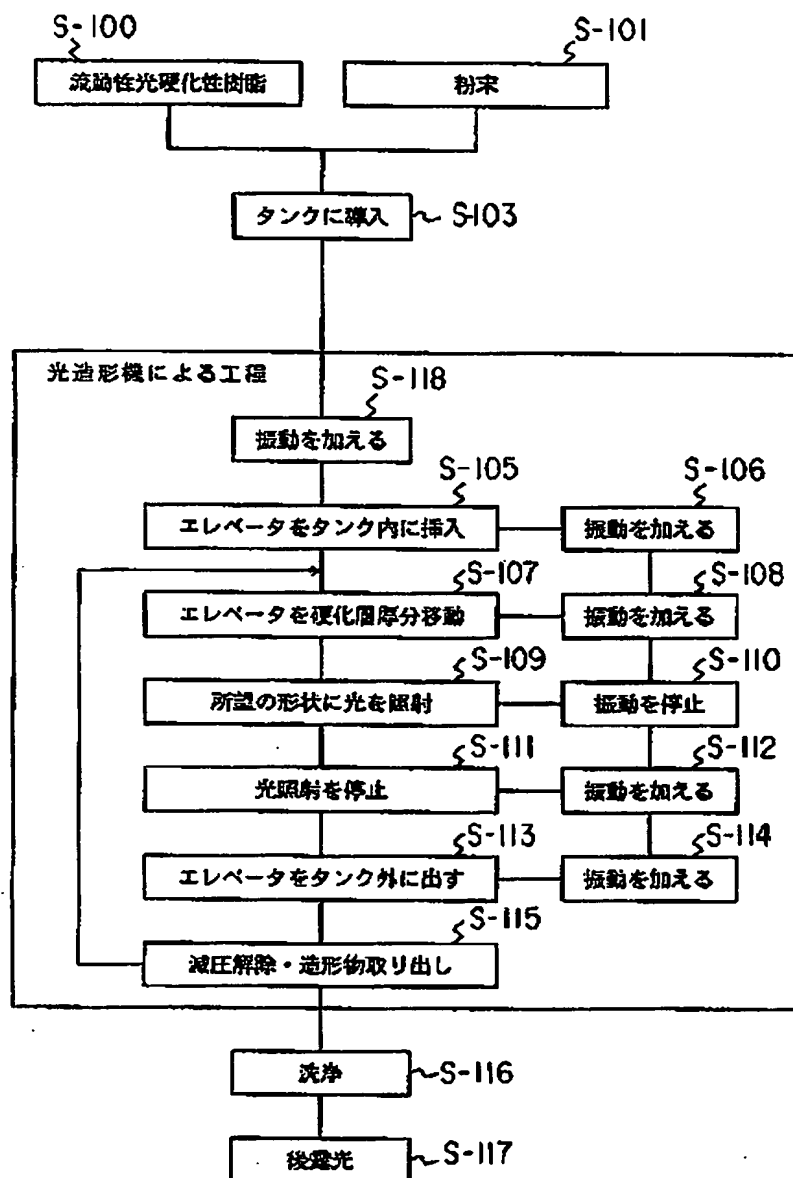 S-100
S-101
流動性光硬化性樹脂
粉末
タンクに導入
S-103
光造形機による工程
S-118
振動を加える
S-105
S-106
エレベータをタンク内に挿入
振動を加える
S-107
S-108
エレベータを硬化層厚分移動
振動を加える
S-109
S-110
所望の形状に光を照射
振動を停止
S-111
S-112
光照射を停止
振動を加える
S-113
S-114
エレベータをタンク外に出す
振動を加える
S-115
減圧解除・造形物取り出し
洗浄
S-116
後露光
S-117